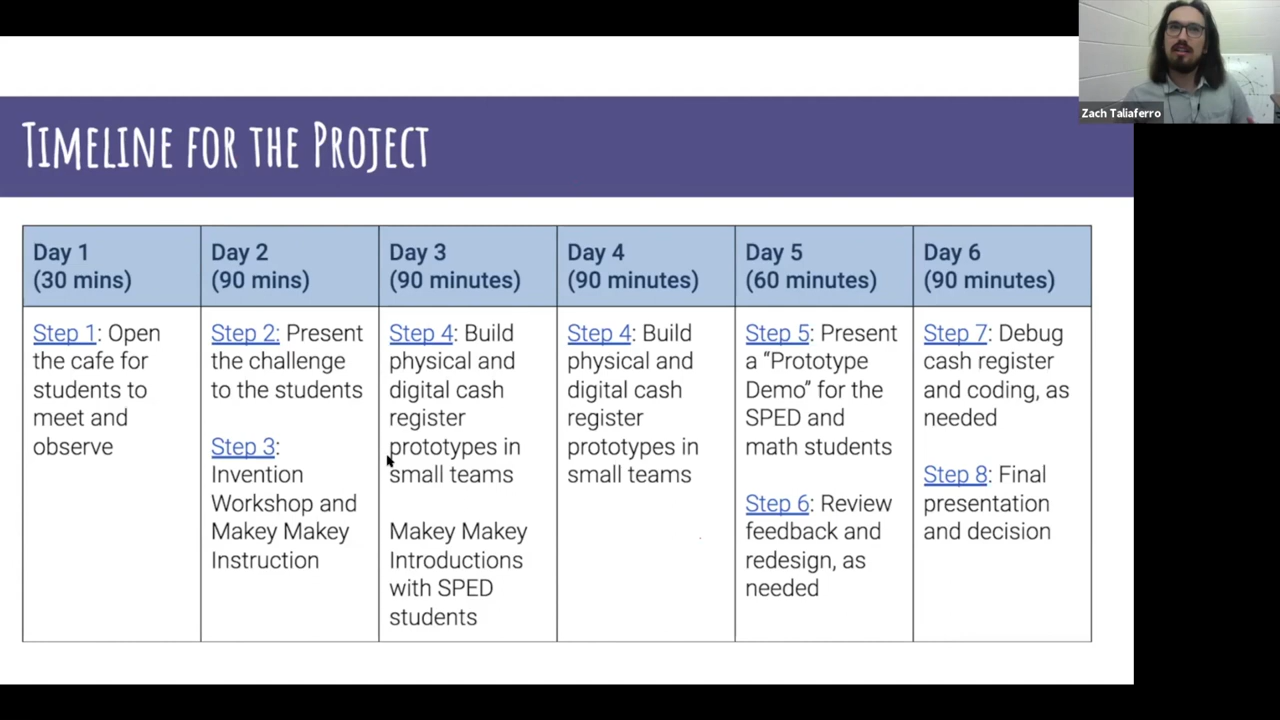 Zach Taliaferro
TIMELINE FOR THE PROJECT
Day 1
(30 mins)
Day 2
(90 mins)
Day 3
(90 minutes)
Day 4
(90 minutes)
Day 5
(60 minutes)
Day 6
(90 minutes)
Step 1: Open
the cafe for
students to
meet and
observe
Step 2: Present
the challenge
to the students
Step 3:
Invention
Workshop and
Makey Makey
Instruction
Step 4: Build
physical and
digital cash
register
prototypes in
small teams
Makey Makey
Introductions
with SPED
students
Step 4: Build
physical and
digital cash
register
prototypes in
small teams
Step 5: Present
a “Prototype
Demo” for the
SPED and
math students
Step 6: Review
feedback and
redesign, as
needed
Step 7: Debug
cash register
and coding, as
needed
Step 8: Final
presentation
and decision